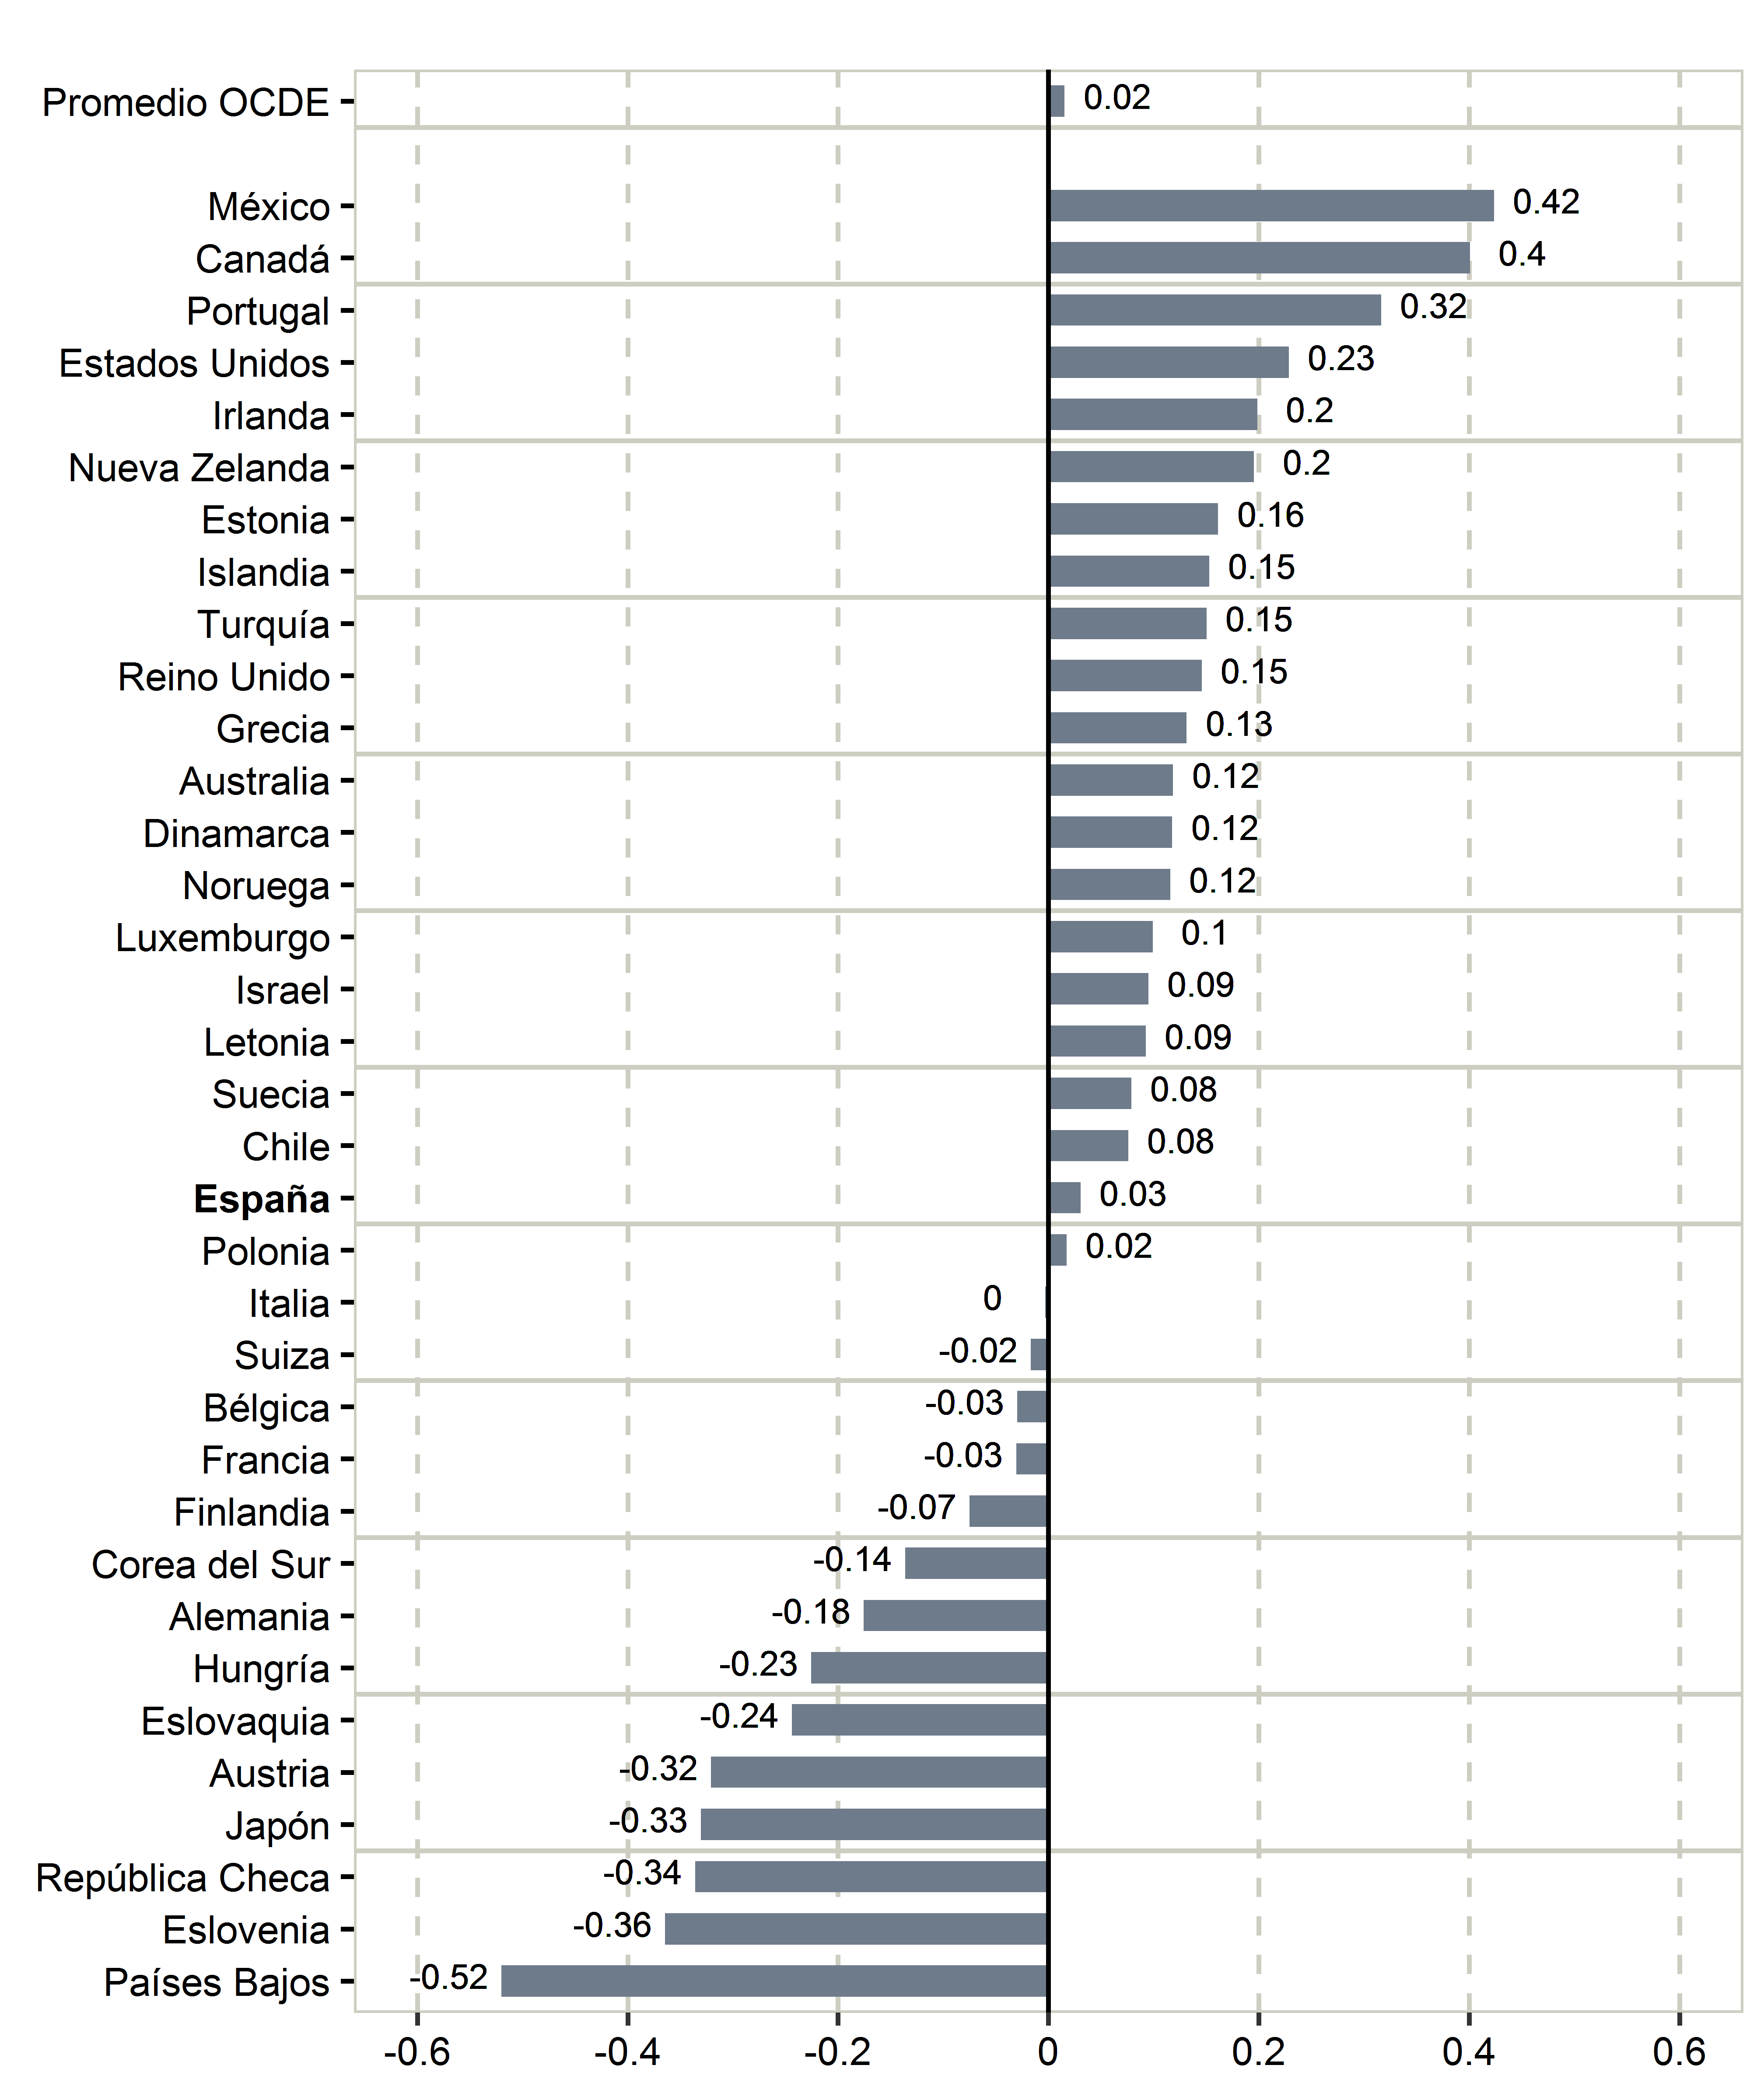 Promedio OCDE 0.02
México 0.42
Canadá 0.4
Portugal 0.32
Estados Unidos 0.23
Irlanda 0.2
Nueva Zelanda 0.2
Estonia 0.16
Islandia 0.15
Turquía 0.15
Reino Unido 0.15
Grecia 0.13
Australia 0.12
Dinamarca 0.12
Noruega 0.12
Luxemburgo 0.1
Israel 0.09
Letonia 0.09
Suecia 0.08
Chile 0.08
España 0.03
Polonia 0.02
Italia 0
Suiza -0.02
Bélgica -0.03
Francia -0.03
Finlandia -0.07
Corea del Sur -0.14
Alemania -0.18
Hungría -0.23
Eslovaquia -0.24
Austria -0.32
Japón -0.33
República Checa -0.34
Eslovenia -0.36
Países Bajos -0.52
-0.6 -0.4 -0.2 0 0.2 0.4 0.6